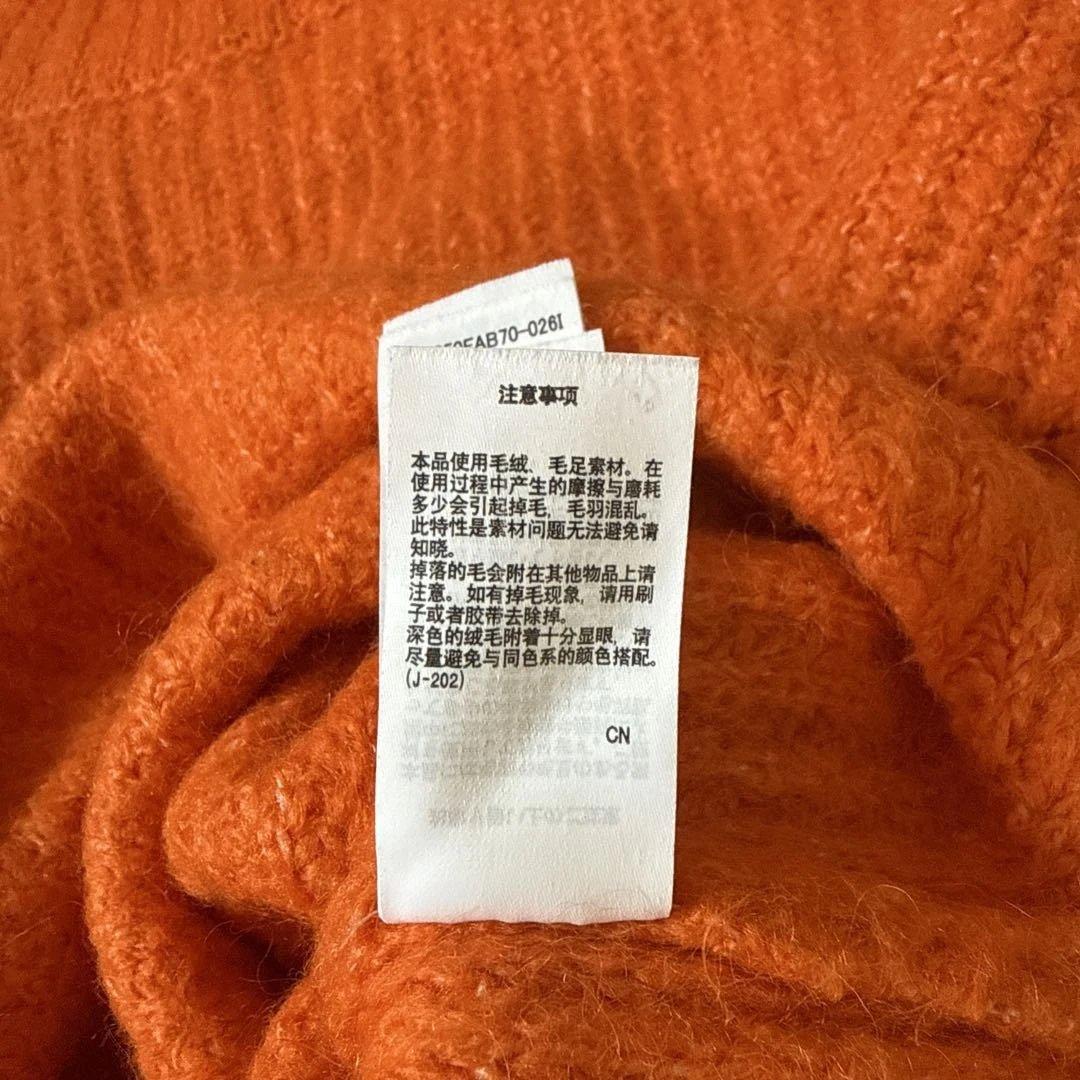 EAB70-026I
注意事项
本品使用毛绒、毛足素材。在
使用过程中产生的摩擦与磨耗
多少会引起掉毛，毛羽混乱。
此特性是素材问题无法避免请
知晓。
掉落的毛会附在其他物品上请
注意。如有掉毛现象，请用刷
子或者胶带去除掉。
深色的绒毛附着十分显眼，请
尽量避免与同色系的颜色搭配。
(J-202)
CN